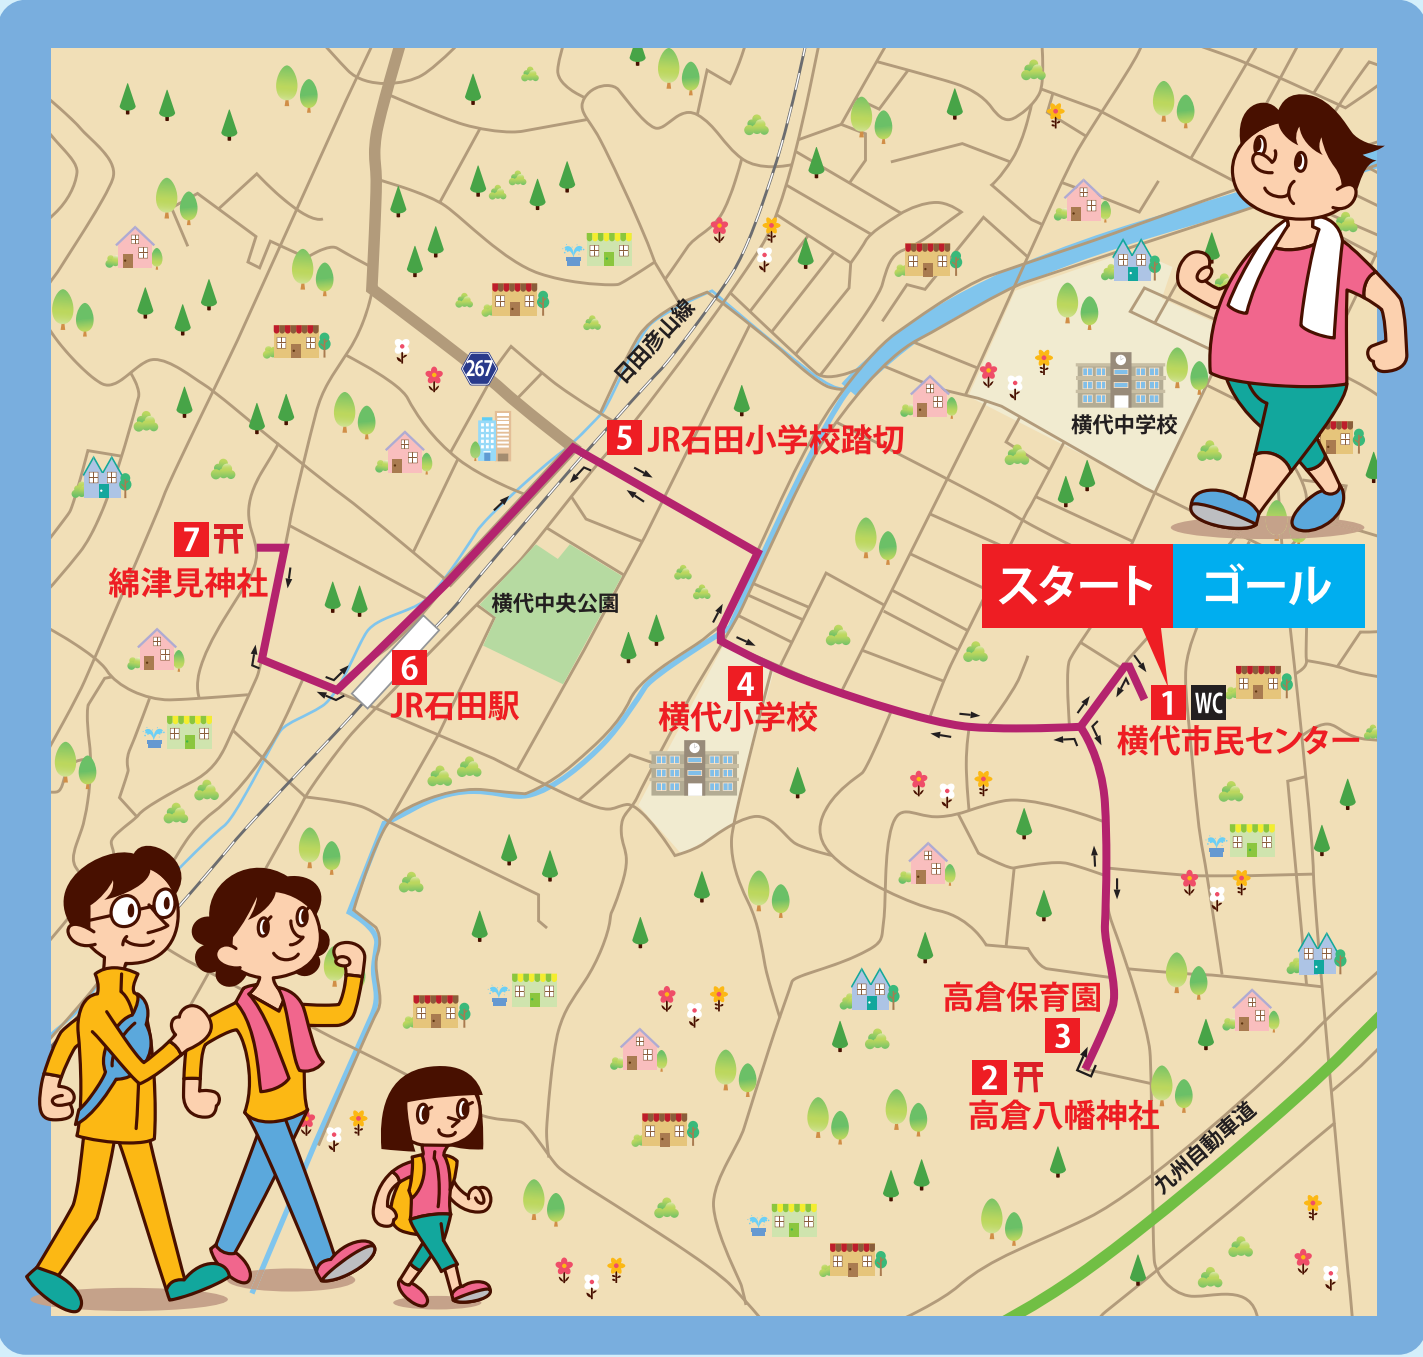 日田彦山線
267
5 JR石田小学校踏切
横代中学校
7
綿津見神社
横代中央公園
スタート ゴール
6
JR石田駅
4
横代小学校
1 WC
横代市民センター
高倉保育園
3
2
高倉八幡神社
九州自動車道